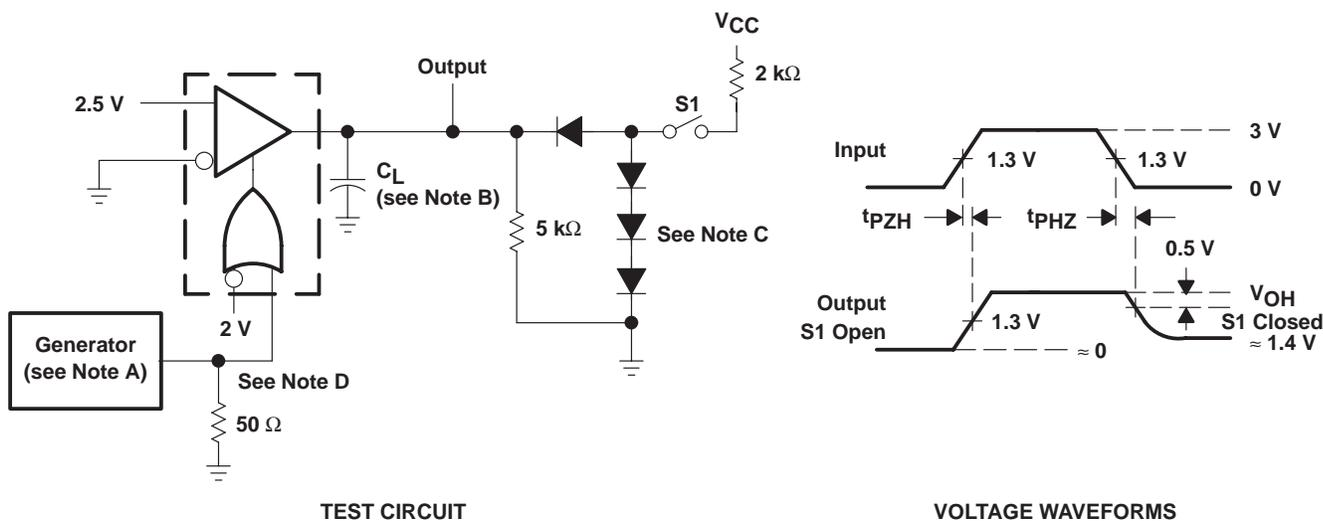 VCC
2 kΩ
Output
S1
2.5 V
CL
(see Note B)
5 kΩ
See Note C
2 V
Generator
(see Note A)
See Note D
50 Ω
TEST CIRCUIT
Input
1.3 V
1.3 V
3 V
0 V
tPZH
tPHZ
0.5 V
Output
S1 Open
1.3 V
≈ 0
VOH
S1 Closed
≈ 1.4 V
VOLTAGE WAVEFORMS